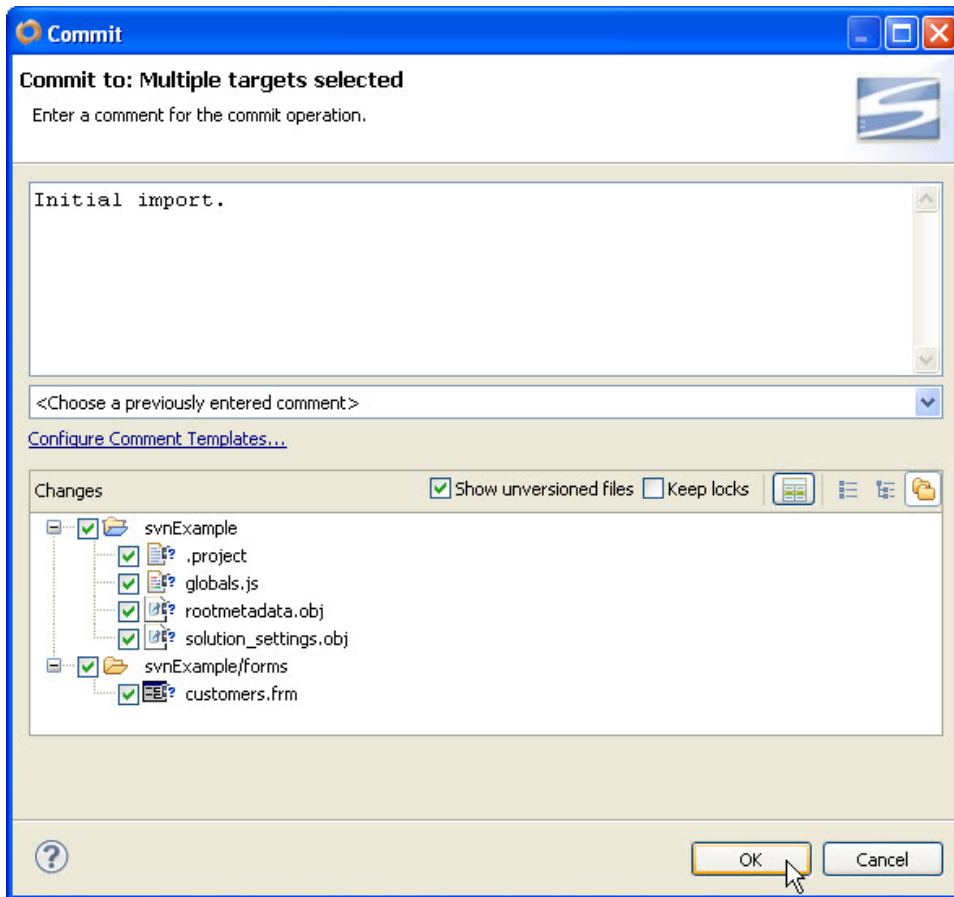 Commit
Commit to: Multiple targets selected
Enter a comment for the commit operation.
Initial import.
<Choose a previously entered comment>
Configure Comment Templates...
Changes Show unversioned files Keep locks
svnExample
.project
globals.js
rootmetadata.obj
solution_settings.obj
svnExample/forms
customers.frm
OK Cancel